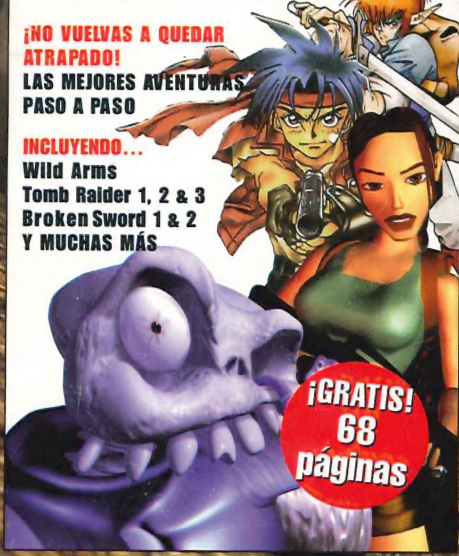 ¡NO VUELVAS A QUEDAR
ATRAPADO!
LAS MEJORES AVENTURAS
PASO A PASO
INCLUYENDO...
Wild Arms
Tomb Raider 1, 2 & 3
Broken Sword 1 & 2
Y MUCHAS MÁS
¡GRATIS!
68
páginas